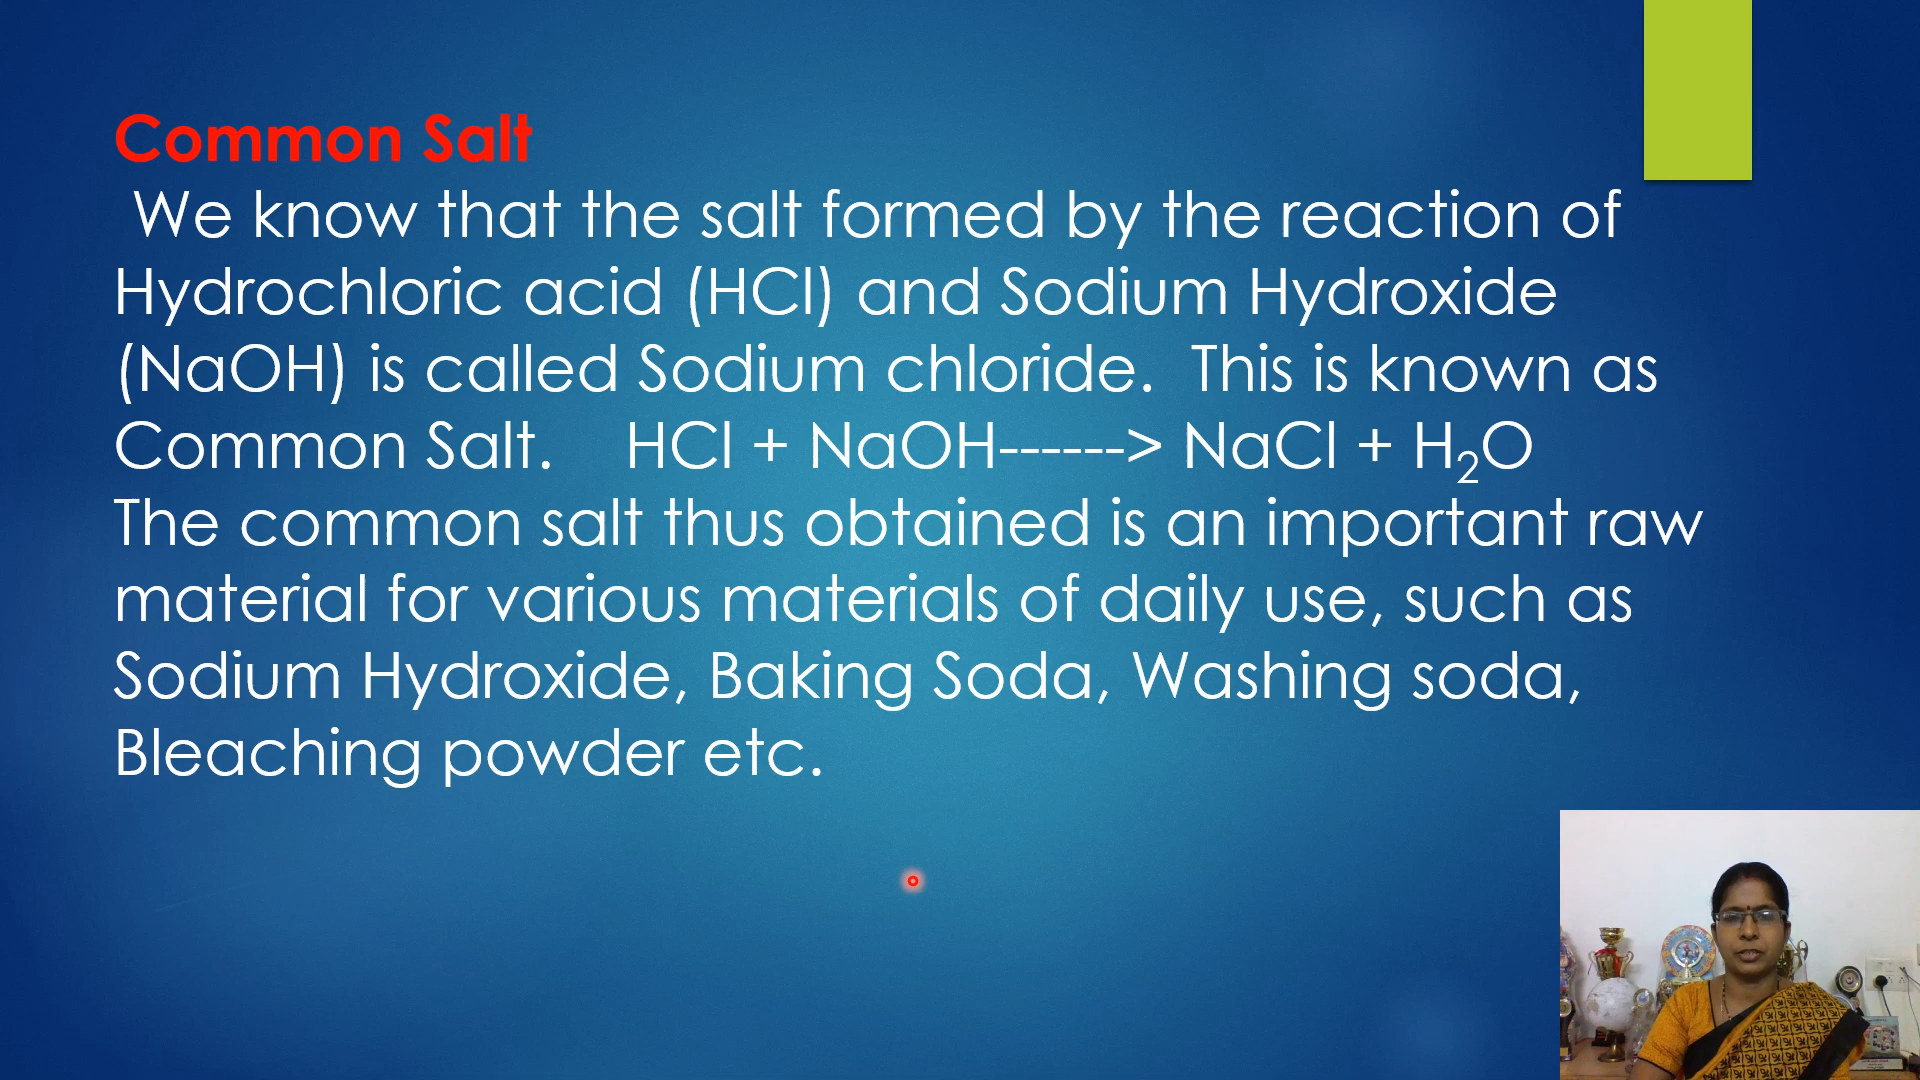 Common Salt
We know that the salt formed by the reaction of
Hydrochloric acid (HCl) and Sodium Hydroxide
(NaOH) is called Sodium chloride.  This is known as
Common Salt.    HCl + NaOH------> NaCl + H₂O
The common salt thus obtained is an important raw
material for various materials of daily use, such as
Sodium Hydroxide, Baking Soda, Washing soda,
Bleaching powder etc.